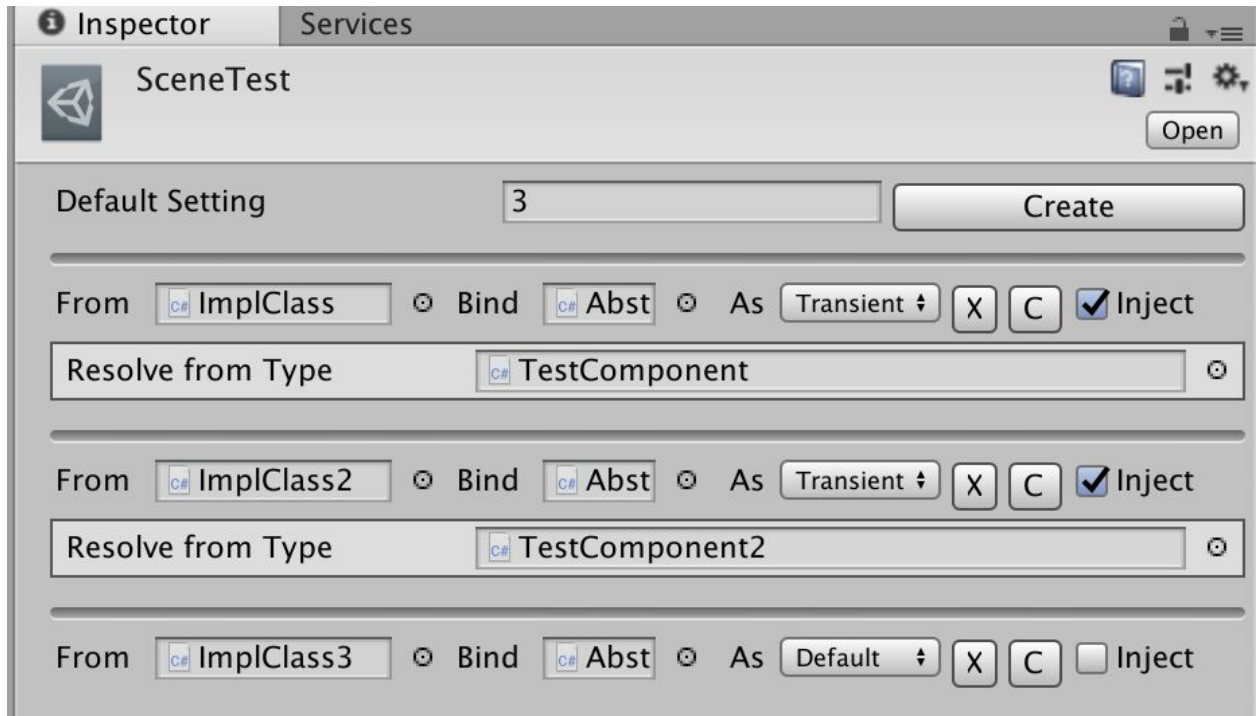 Inspector Services
SceneTest
Open
Default Setting 3 Create
From C# ImplClass Bind C# Abst As Transient X C Inject
Resolve from Type C# TestComponent
From C# ImplClass2 Bind C# Abst As Transient X C Inject
Resolve from Type C# TestComponent2
From C# ImplClass3 Bind C# Abst As Default X C Inject